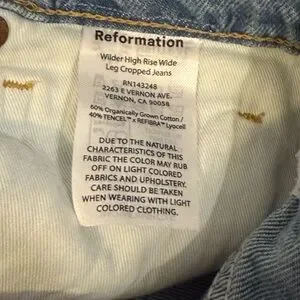 Reformation
Wilder High Rise Wide
Leg Cropped Jeans
RN143248
2263 E VERNON AVE.
VERNON, CA 90058
60% Organically Grown Cotton /
40% TENCEL™ x REFIBRA™ Lyocell
DUE TO THE NATURAL
CHARACTERISTICS OF THIS
FABRIC THE COLOR MAY RUB
OFF ON LIGHT COLORED
FABRICS AND UPHOLSTERY.
CARE SHOULD BE TAKEN
WHEN WEARING WITH LIGHT
COLORED CLOTHING.